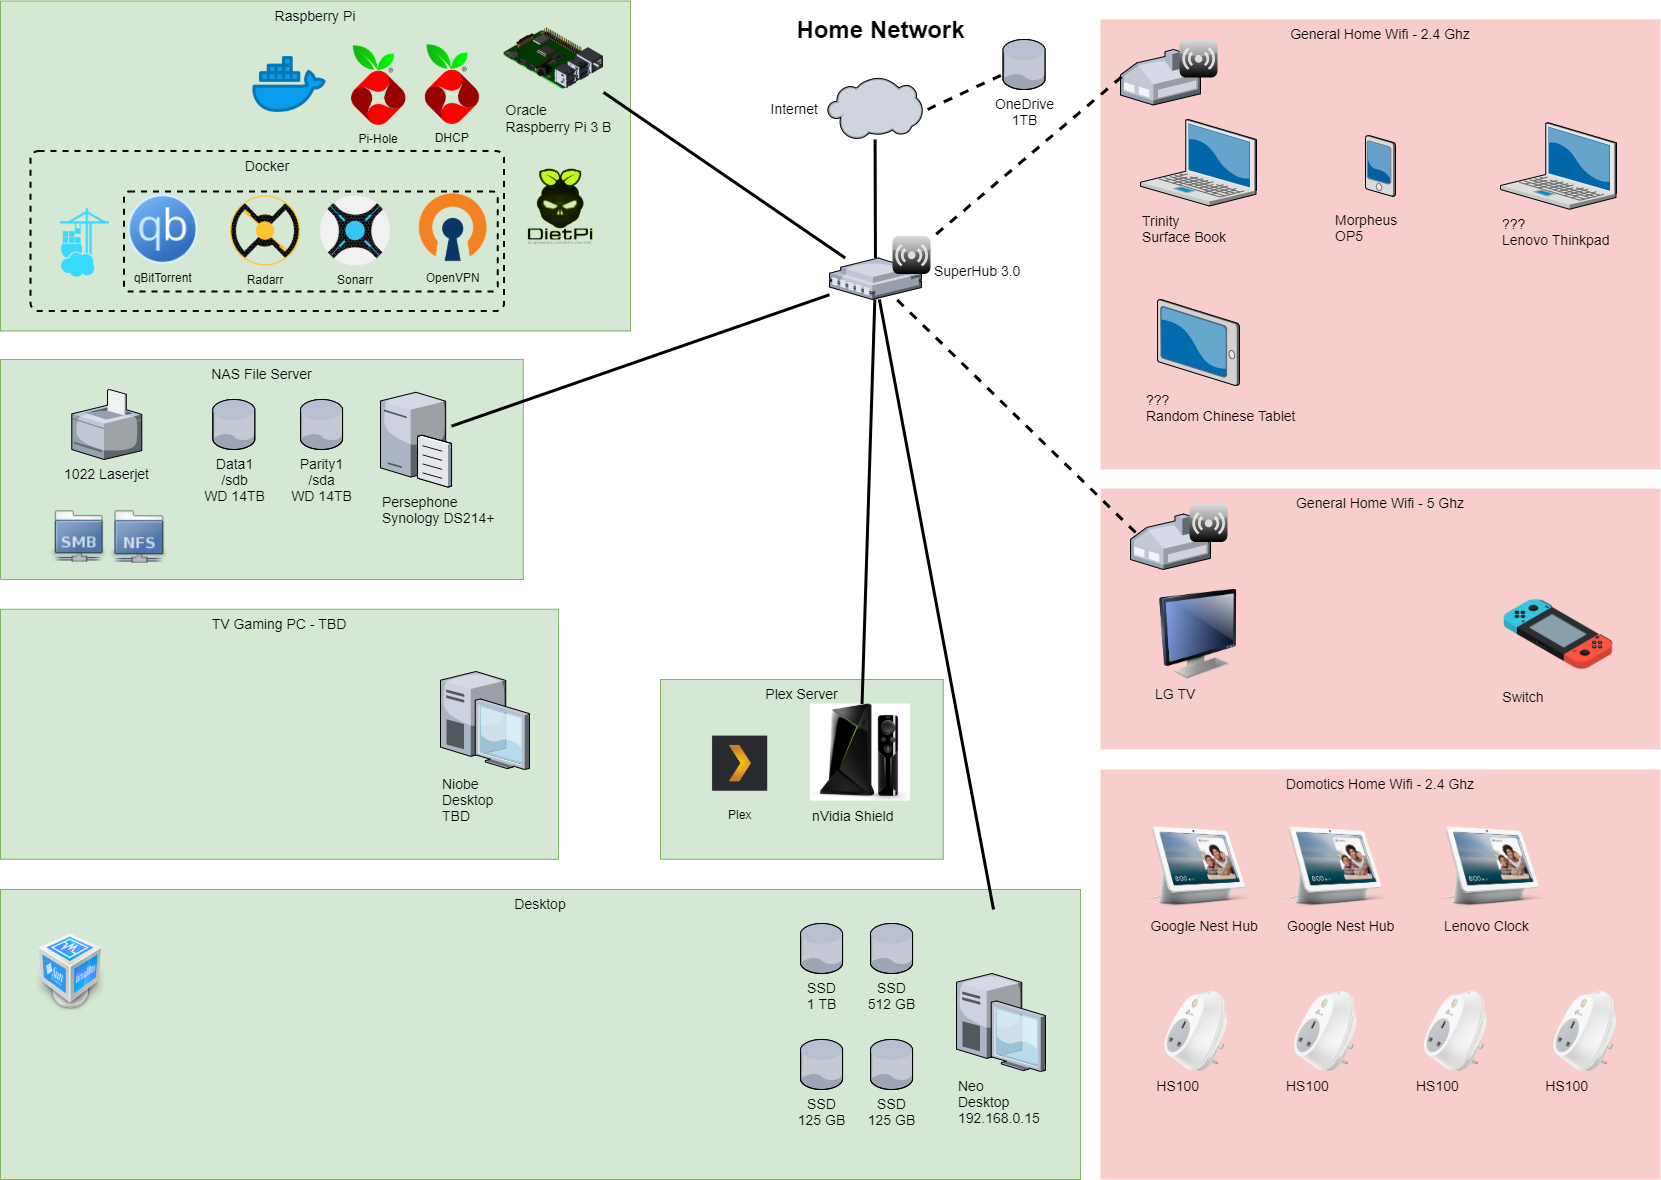 Home Network
Raspberry Pi
Pi-Hole
DHCP
Oracle
Raspberry Pi 3 B
Docker
qb
qBitTorrent
Radarr
Sonarr
OpenVPN
DietPi
Internet
OneDrive
1TB
SuperHub 3.0
NAS File Server
1022 Laserjet
Data1
/sdb
WD 14TB
Parity1
/sda
WD 14TB
Persephone
Synology DS214+
SMB
NFS
TV Gaming PC - TBD
Niobe
Desktop
TBD
Plex Server
Plex
nVidia Shield
Desktop
SSD
1 TB
SSD
512 GB
SSD
125 GB
SSD
125 GB
Neo
Desktop
192.168.0.15
General Home Wifi - 2.4 Ghz
Trinity
Surface Book
Morpheus
OP5
???
Lenovo Thinkpad
???
Random Chinese Tablet
General Home Wifi - 5 Ghz
LG TV
Switch
Domotics Home Wifi - 2.4 Ghz
8:00
Google Nest Hub
8:00
Google Nest Hub
8:00
Lenovo Clock
HS100
HS100
HS100
HS100